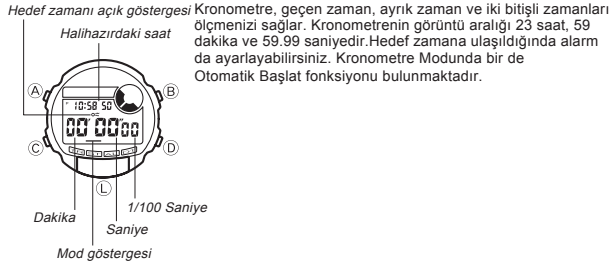 Hedef zamanı açık göstergesi
Kronometre, geçen zaman, ayrık zaman ve iki bitişli zamanları
ölçmenizi sağlar. Kronometrenin görüntü aralığı 23 saat, 59
dakika ve 59.99 saniyedir.Hedef zamana ulaşıldığında alarm
da ayarlayabilirsiniz. Kronometre Modunda bir de
Otomatik Başlat fonksiyonu bulunmaktadır.
Halihazırdaki saat
A
B
P 10:58 50
00' 00" 00
C
D
L
1/100 Saniye
Dakika
Saniye
Mod göstergesi